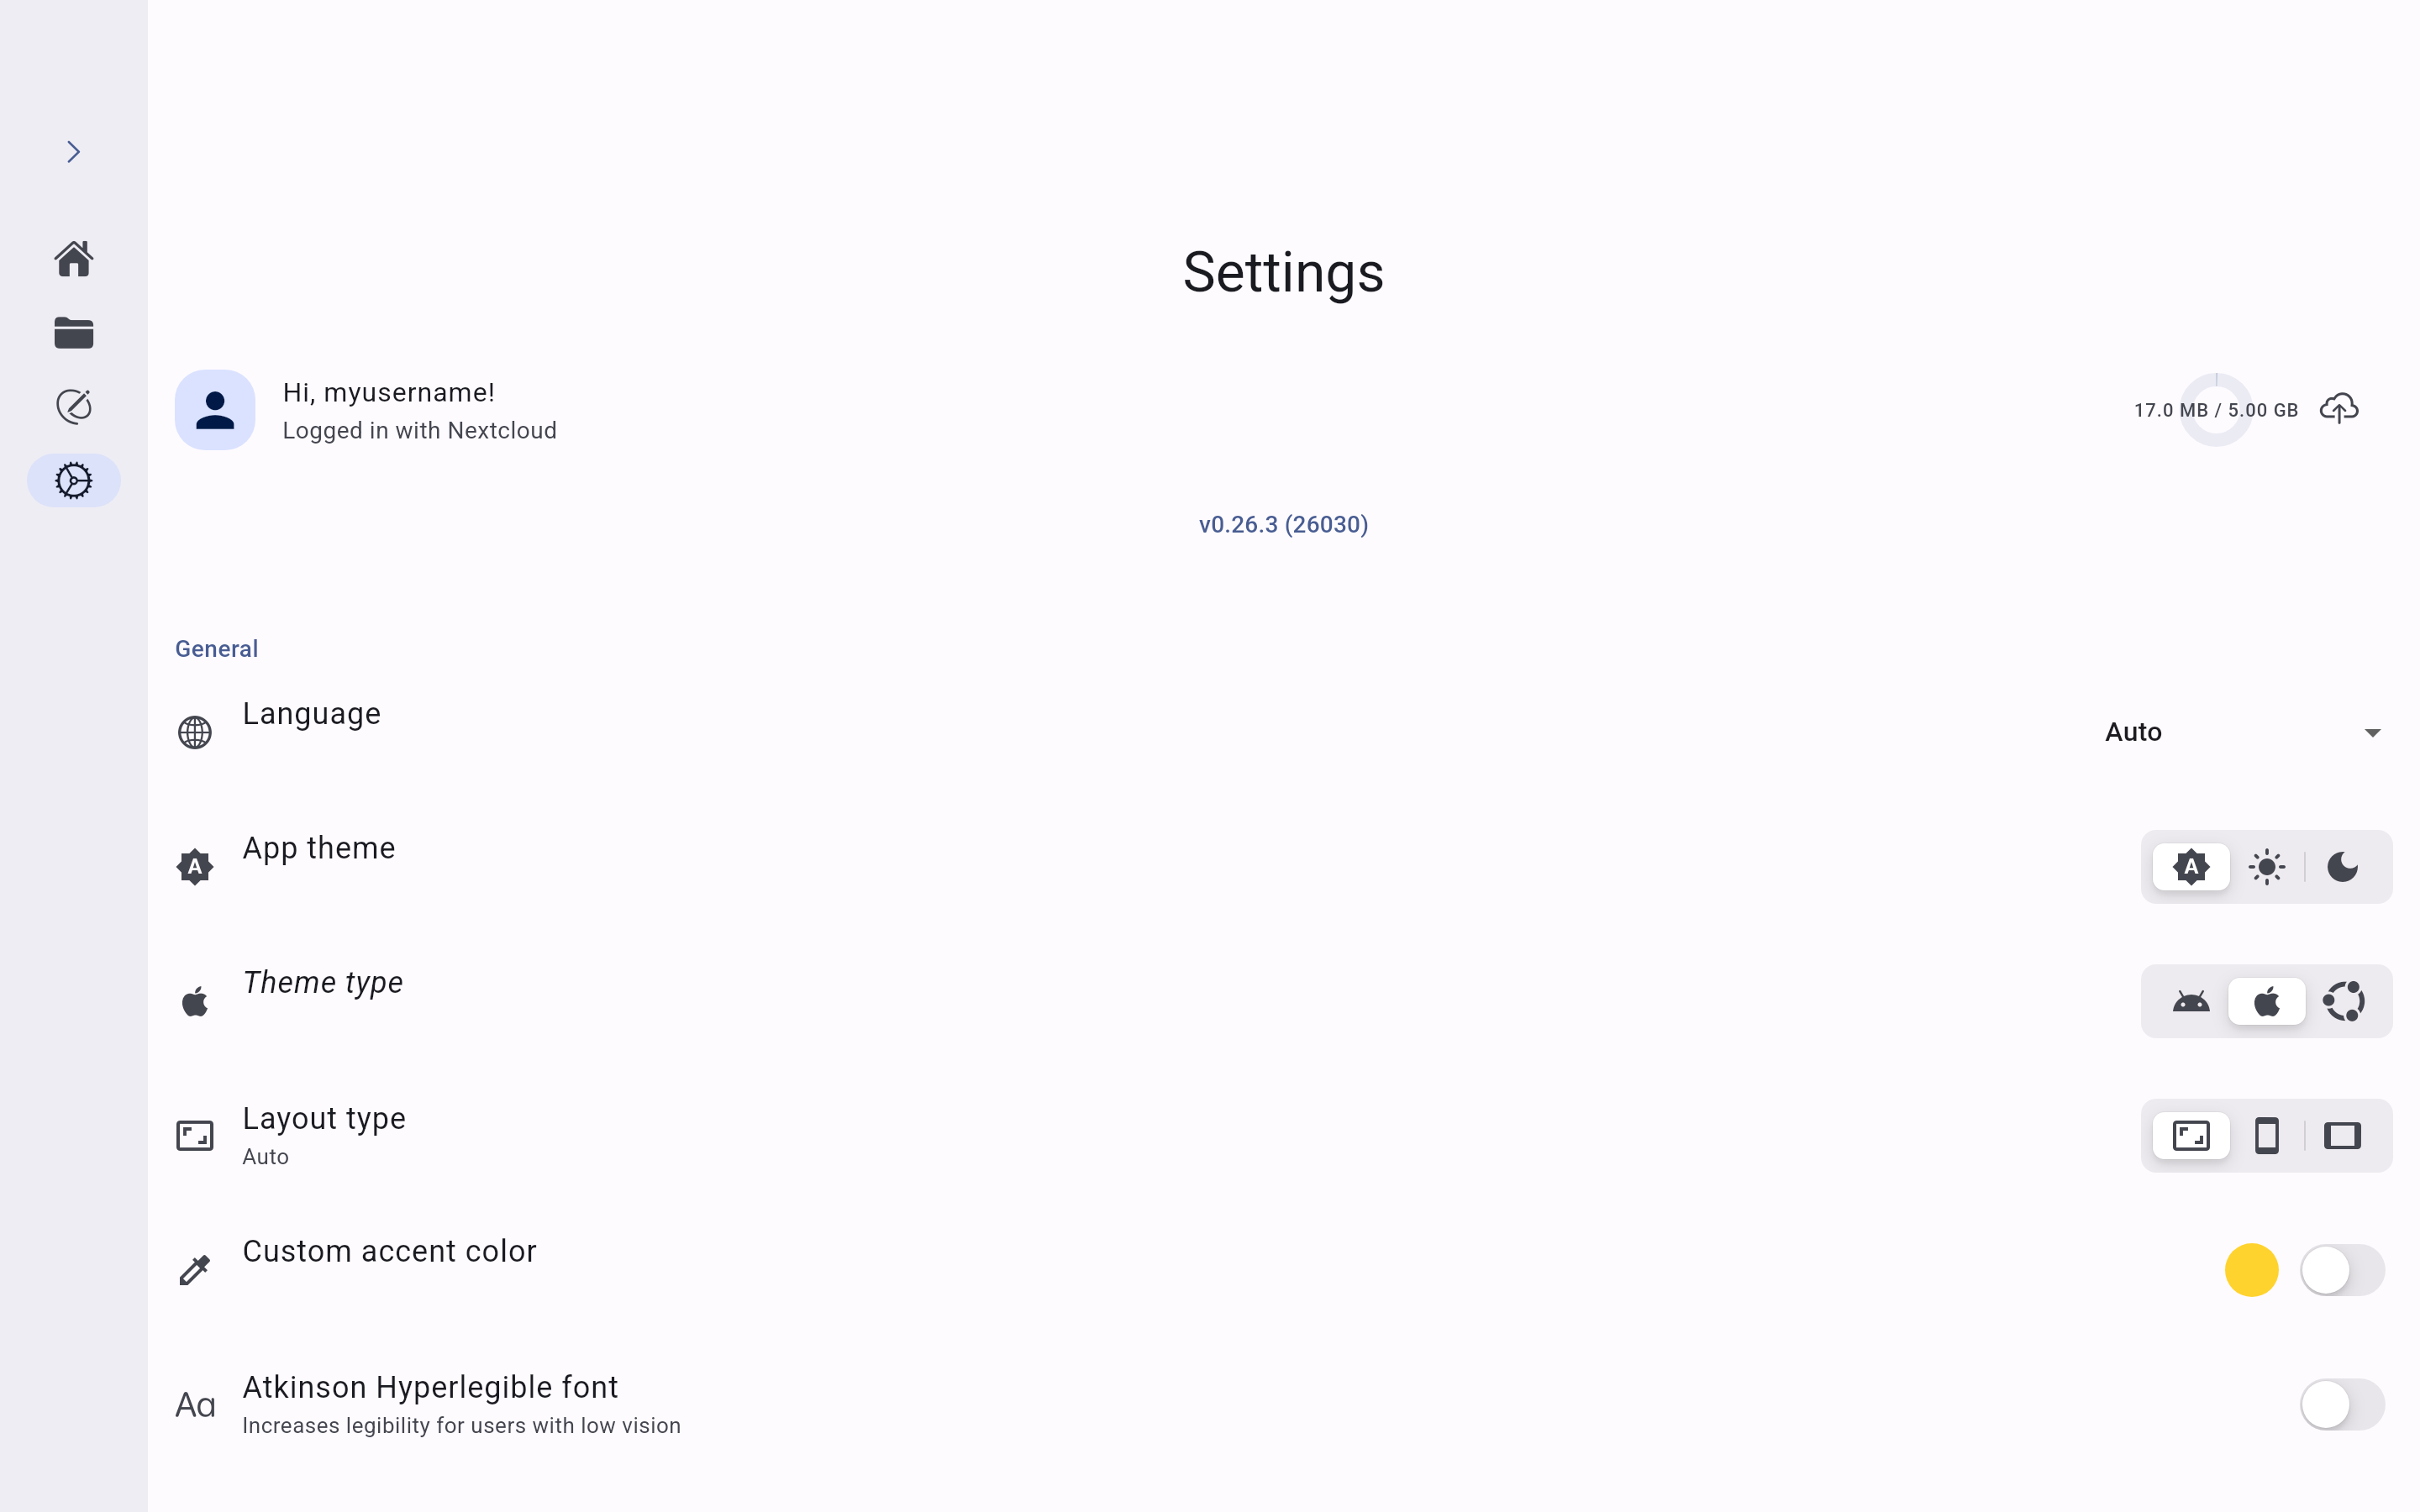 Settings
Hi, myusername!
Logged in with Nextcloud
17.0 MB / 5.00 GB
v0.26.3 (26030)
General
Language
Auto
App theme
Theme type
Layout type
Auto
Custom accent color
Atkinson Hyperlegible font
Increases legibility for users with low vision